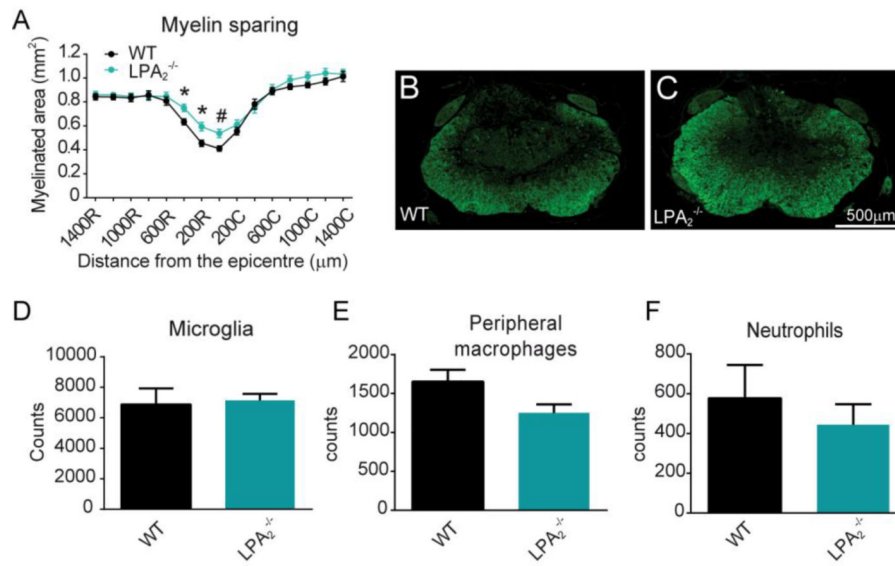 A
Myelin sparing
WT
LPA₂⁻/⁻
Myelinated area (mm²)
1.2
1.0
0.8
0.6
0.4
0.2
0
* * #
1400R 1000R 600R 200R 200C 600C 1000C 1400C
Distance from the epicentre (µm)
B
WT
C
LPA₂⁻/⁻
500µm
D
Microglia
Counts
10000
8000
6000
4000
2000
0
WT LPA₂⁻/⁻
E
Peripheral
macrophages
counts
2000
1500
1000
500
0
WT LPA₂⁻/⁻
F
Neutrophils
counts
800
600
400
200
0
WT LPA₂⁻/⁻